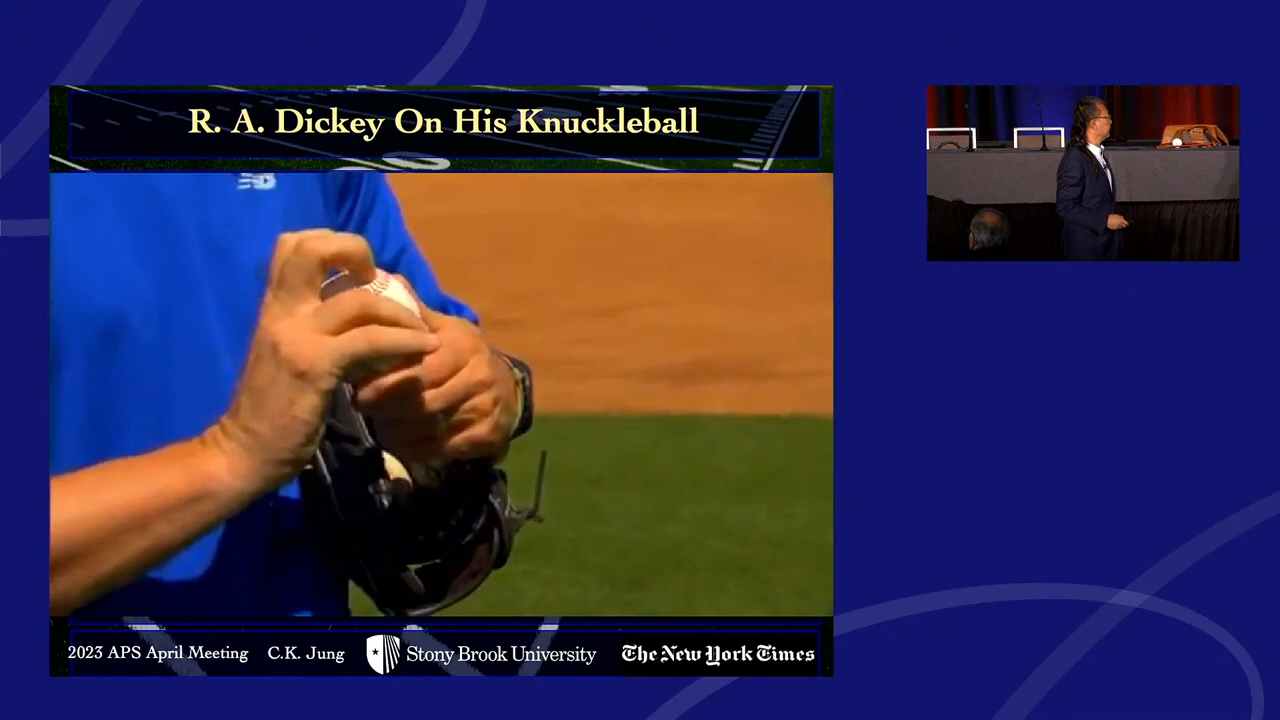 R. A. Dickey On His Knuckleball
2023 APS April Meeting C.K. Jung Stony Brook University The New York Times